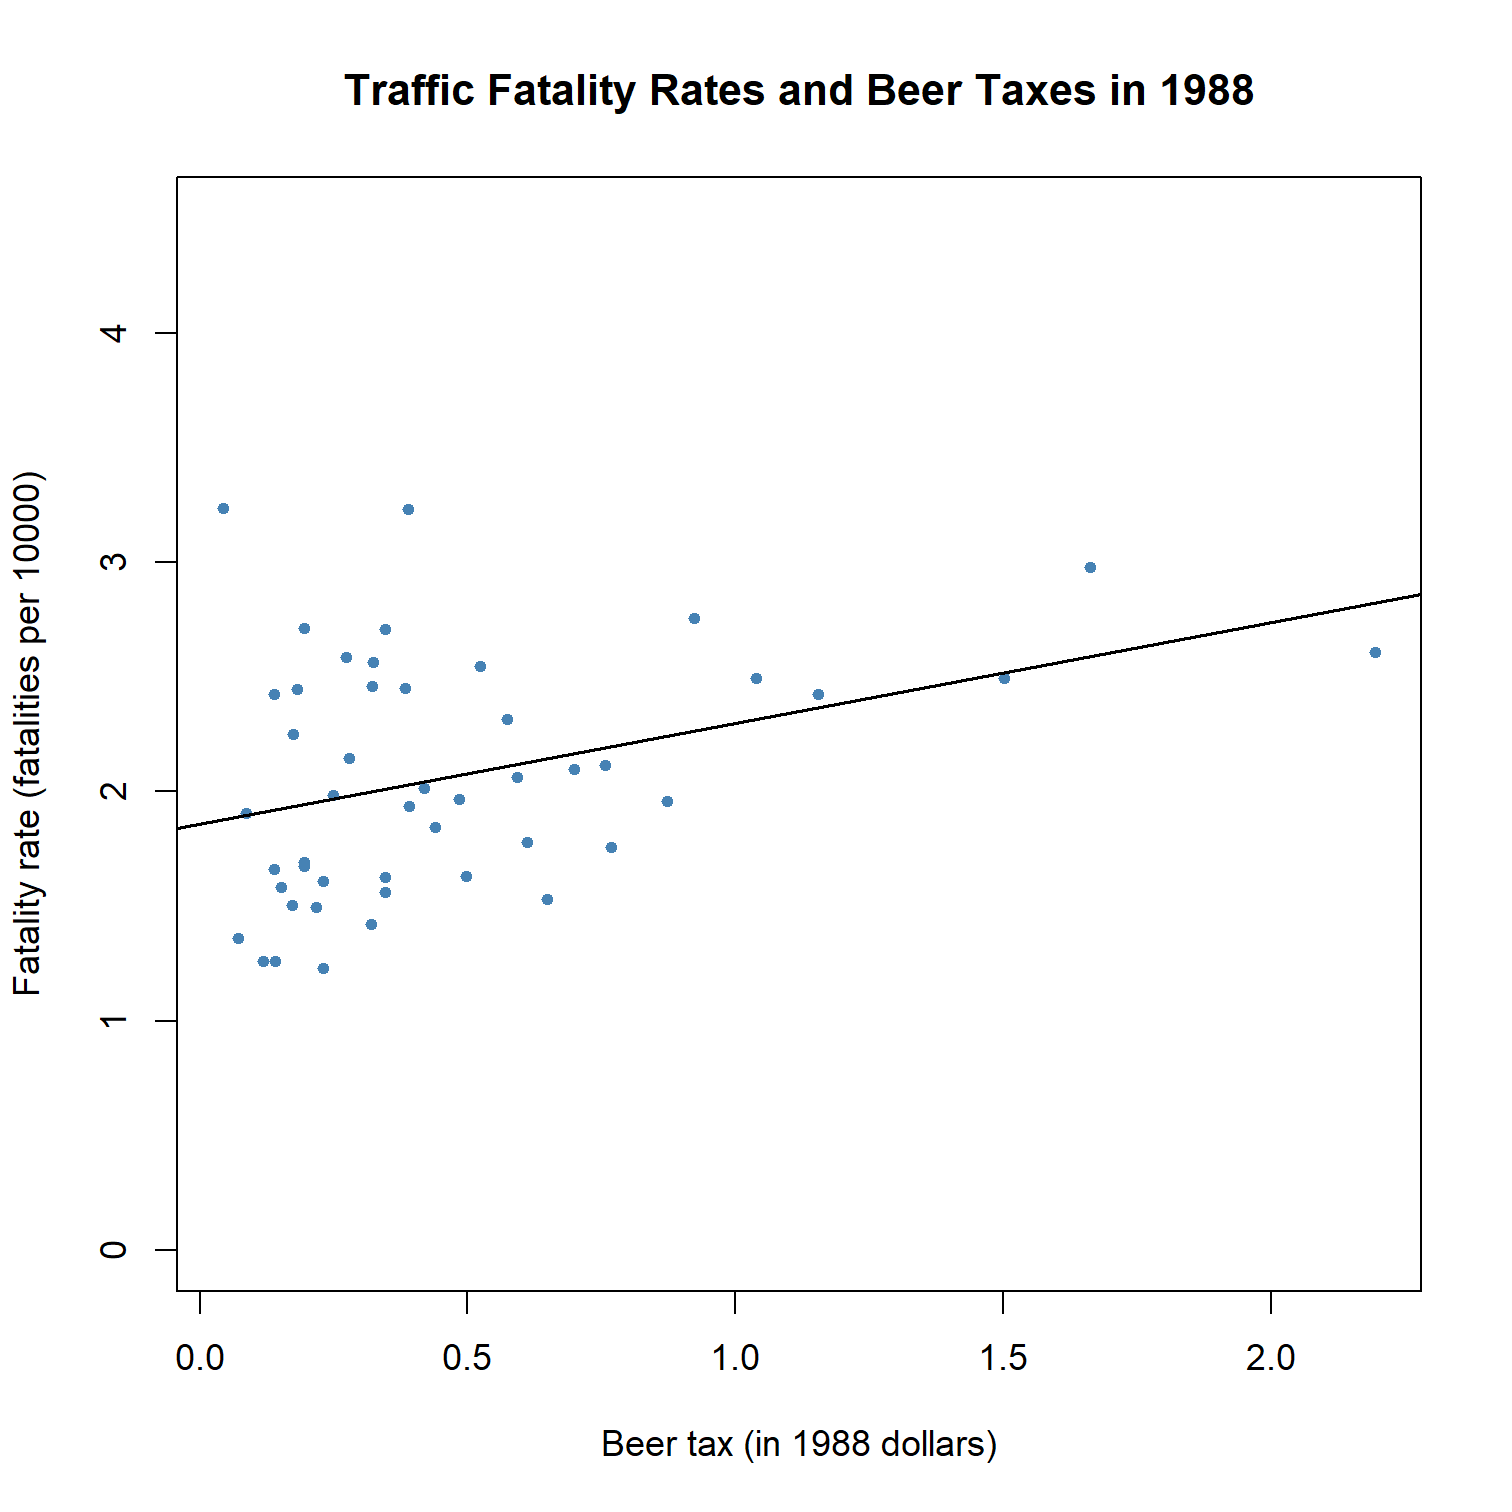 Traffic Fatality Rates and Beer Taxes in 1988
Fatality rate (fatalities per 10000)
4
3
2
1
0
0.0 0.5 1.0 1.5 2.0
Beer tax (in 1988 dollars)